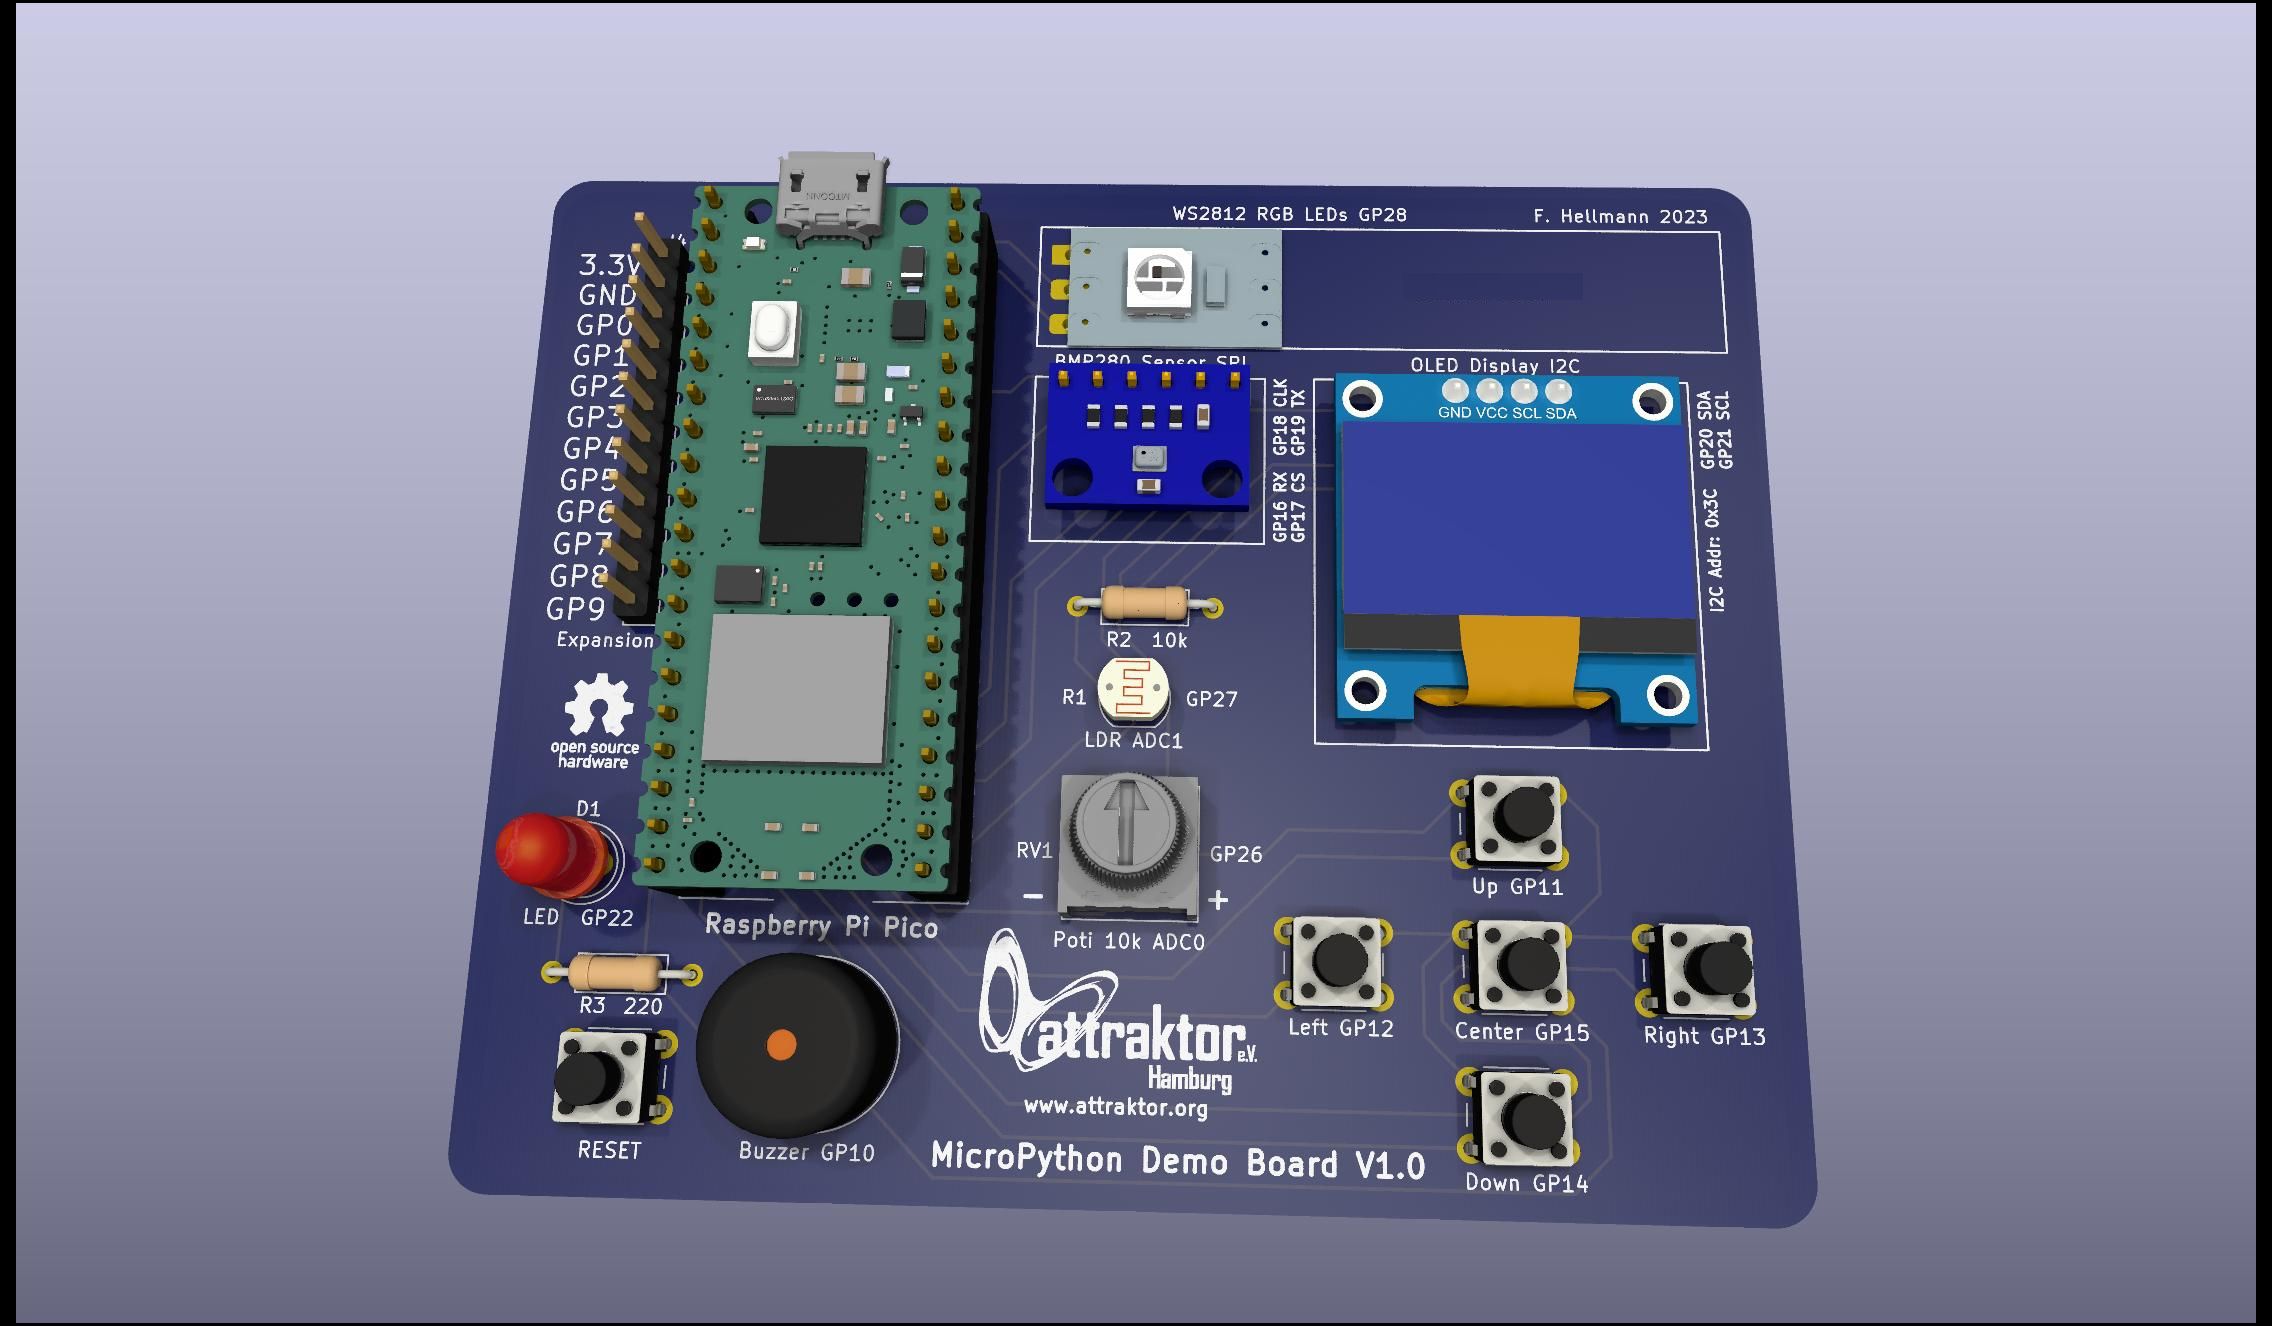 WS2812 RGB LEDs GP28
F. Hellmann 2023
3.3V
GND
GP0
GP1
GP2
GP3
GP4
GP5
GP6
GP7
GP8
GP9
Expansion
open source
hardware
D1
LED GP22
R3 220
RESET
Raspberry Pi Pico
Buzzer GP10
BMP280 Sensor SPI
GP18 CLK
GP19 TX
GP16 RX
GP17 CS
OLED Display I2C
GND VCC SCL SDA
GP20 SDA
GP21 SCL
I2C Addr: 0x3C
R2 10k
R1
GP27
LDR ADC1
RV1
GP26
- +
Poti 10k ADC0
attraktor e.V.
Hamburg
www.attraktor.org
MicroPython Demo Board V1.0
Up GP11
Left GP12
Center GP15
Right GP13
Down GP14